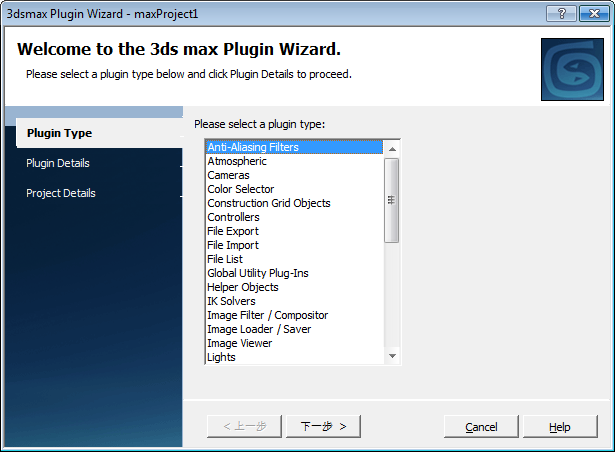 3dsmax Plugin Wizard - maxProject1
Welcome to the 3ds max Plugin Wizard.
Please select a plugin type below and click Plugin Details to proceed.
Plugin Type
Plugin Details
Project Details
Please select a plugin type:
Anti-Aliasing Filters
Atmospheric
Cameras
Color Selector
Construction Grid Objects
Controllers
File Export
File Import
File List
Global Utility Plug-Ins
Helper Objects
IK Solvers
Image Filter / Compositor
Image Loader / Saver
Image Viewer
Lights
< 上一步
下一步 >
Cancel
Help